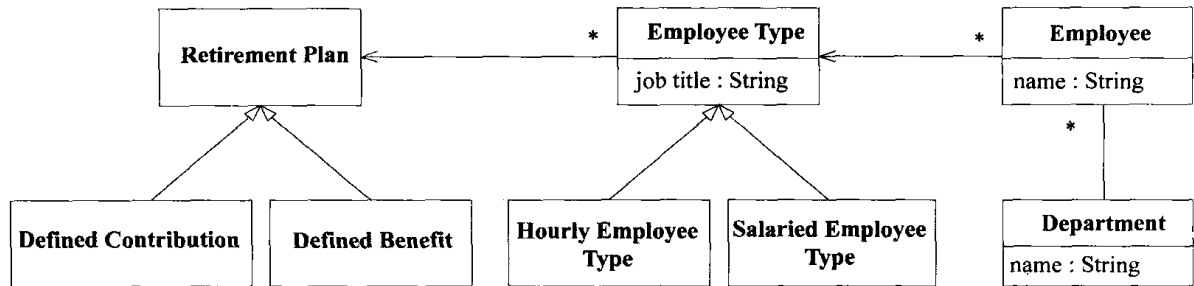 Retirement Plan
*
Employee Type
job title : String
*
Employee
name : String
*
Defined Contribution
Defined Benefit
Hourly Employee
Type
Salaried Employee
Type
Department
name : String